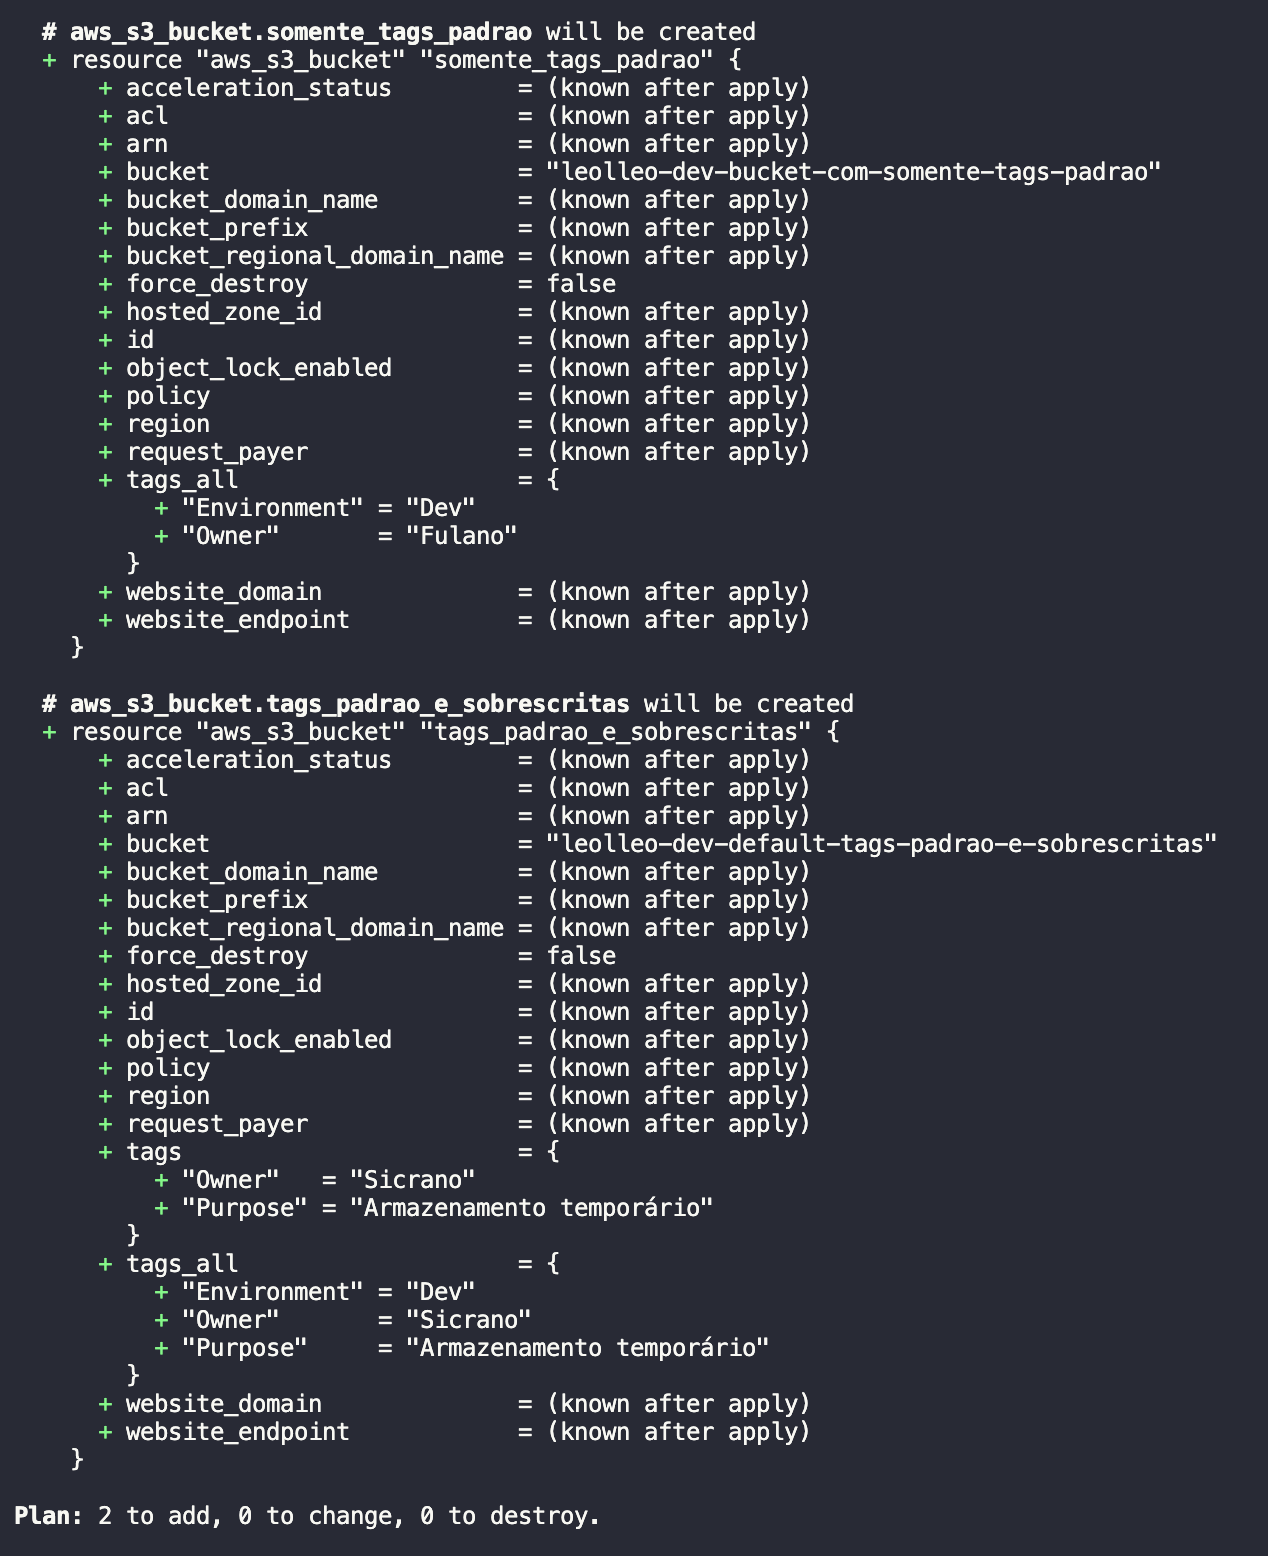 # aws_s3_bucket.somente_tags_padrao will be created
+ resource "aws_s3_bucket" "somente_tags_padrao" {
+ acceleration_status = (known after apply)
+ acl = (known after apply)
+ arn = (known after apply)
+ bucket = "leolleo-dev-bucket-com-somente-tags-padrao"
+ bucket_domain_name = (known after apply)
+ bucket_prefix = (known after apply)
+ bucket_regional_domain_name = (known after apply)
+ force_destroy = false
+ hosted_zone_id = (known after apply)
+ id = (known after apply)
+ object_lock_enabled = (known after apply)
+ policy = (known after apply)
+ region = (known after apply)
+ request_payer = (known after apply)
+ tags_all = {
+ "Environment" = "Dev"
+ "Owner" = "Fulano"
}
+ website_domain = (known after apply)
+ website_endpoint = (known after apply)
}
# aws_s3_bucket.tags_padrao_e_sobrescritas will be created
+ resource "aws_s3_bucket" "tags_padrao_e_sobrescritas" {
+ acceleration_status = (known after apply)
+ acl = (known after apply)
+ arn = (known after apply)
+ bucket = "leolleo-dev-default-tags-padrao-e-sobrescritas"
+ bucket_domain_name = (known after apply)
+ bucket_prefix = (known after apply)
+ bucket_regional_domain_name = (known after apply)
+ force_destroy = false
+ hosted_zone_id = (known after apply)
+ id = (known after apply)
+ object_lock_enabled = (known after apply)
+ policy = (known after apply)
+ region = (known after apply)
+ request_payer = (known after apply)
+ tags = {
+ "Owner" = "Sicrano"
+ "Purpose" = "Armazenamento temporário"
}
+ tags_all = {
+ "Environment" = "Dev"
+ "Owner" = "Sicrano"
+ "Purpose" = "Armazenamento temporário"
}
+ website_domain = (known after apply)
+ website_endpoint = (known after apply)
}
Plan: 2 to add, 0 to change, 0 to destroy.